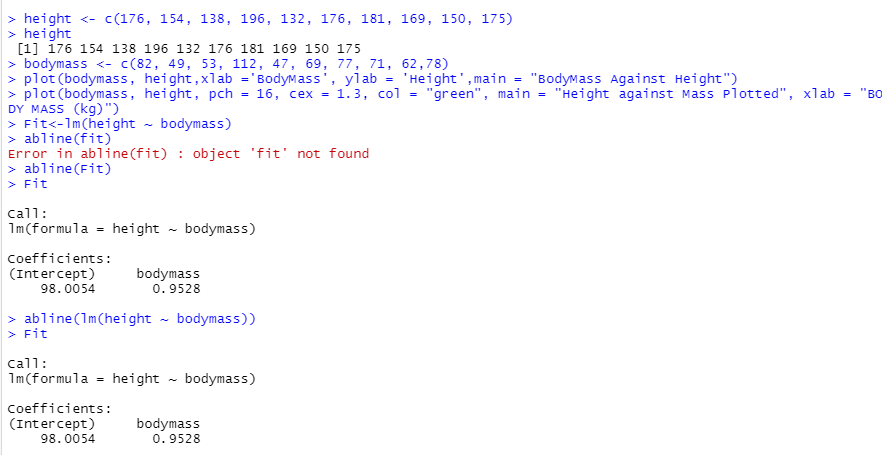 > height <- c(176, 154, 138, 196, 132, 176, 181, 169, 150, 175)
> height
 [1] 176 154 138 196 132 176 181 169 150 175
> bodymass <- c(82, 49, 53, 112, 47, 69, 77, 71, 62,78)
> plot(bodymass, height,xlab ='BodyMass', ylab = 'Height',main = "BodyMass Against Height")
> plot(bodymass, height, pch = 16, cex = 1.3, col = "green", main = "Height against Mass Plotted", xlab = "BO
DY MASS (kg)")
> Fit<-lm(height ~ bodymass)
> abline(fit)
Error in abline(fit) : object 'fit' not found
> abline(Fit)
> Fit

Call:
lm(formula = height ~ bodymass)

Coefficients:
(Intercept)     bodymass
    98.0054       0.9528

> abline(lm(height ~ bodymass))
> Fit

Call:
lm(formula = height ~ bodymass)

Coefficients:
(Intercept)     bodymass
    98.0054       0.9528